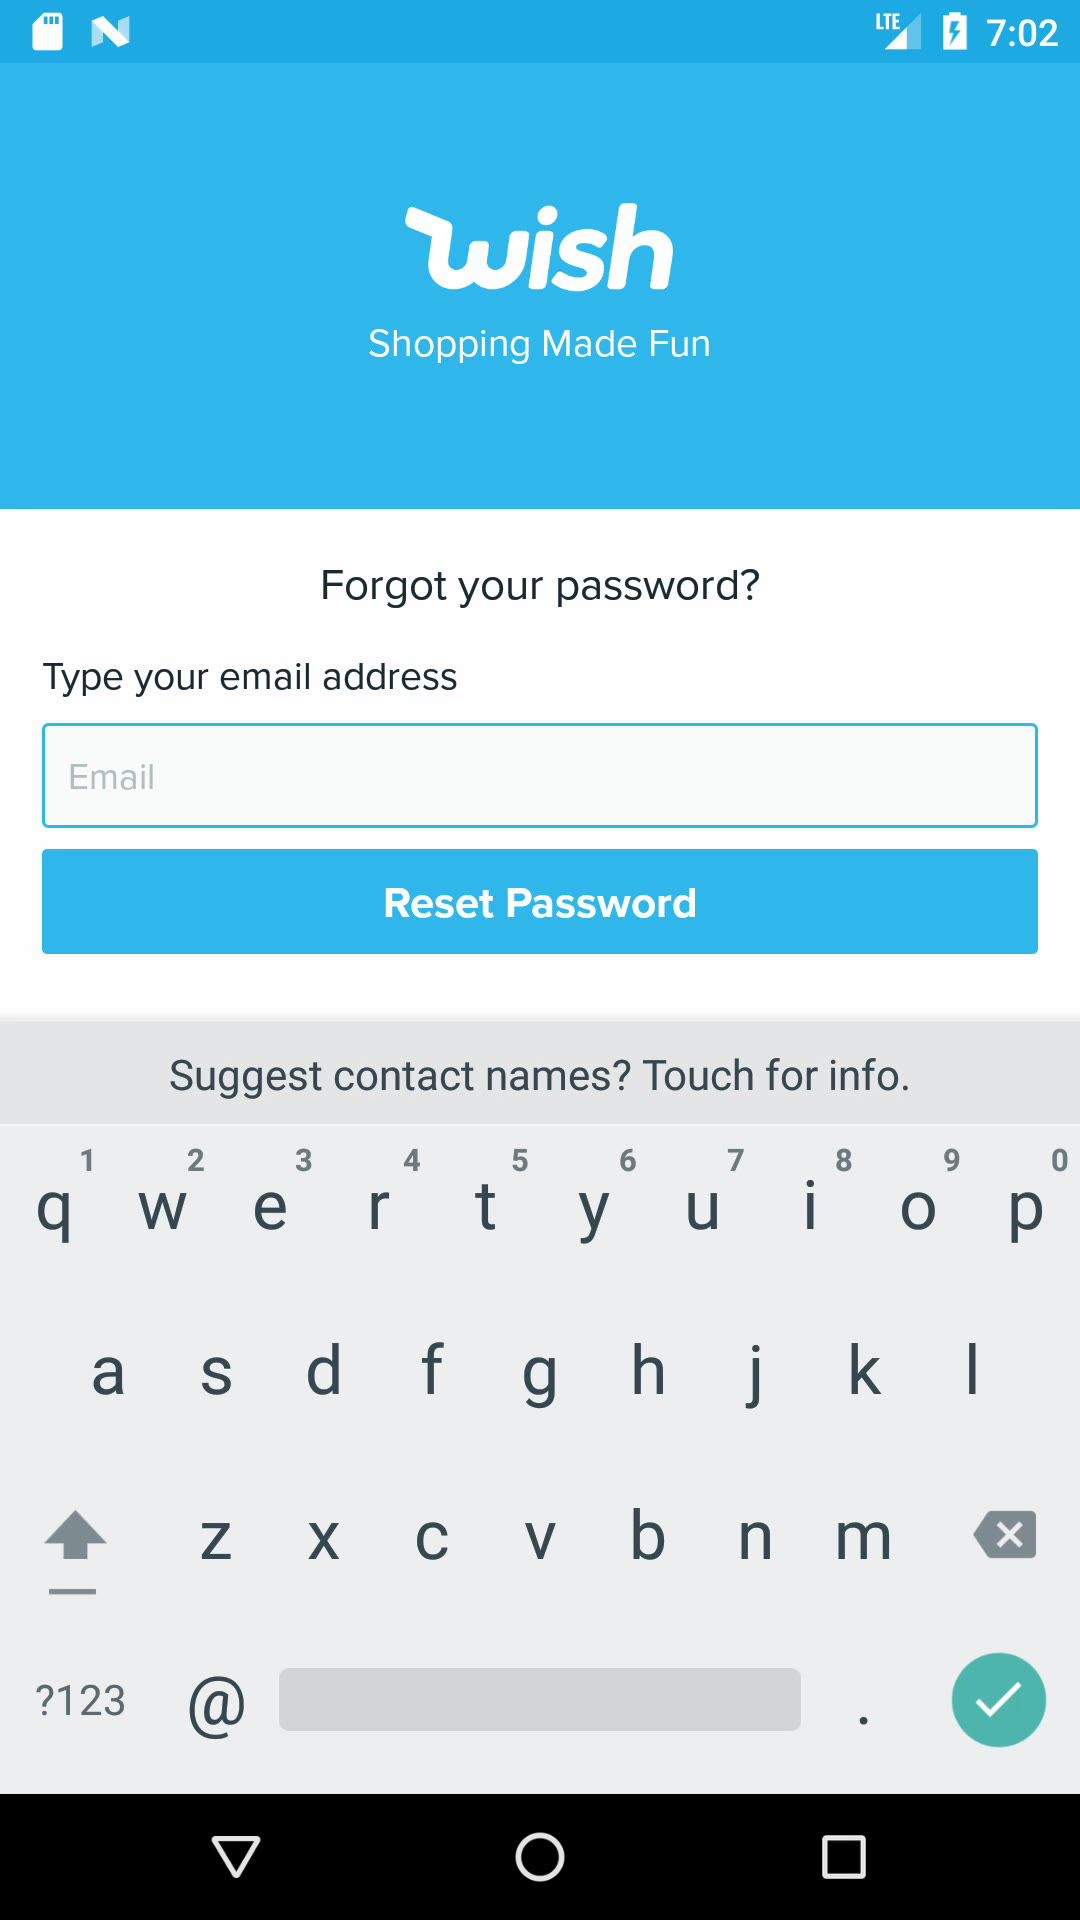 LTE 7:02
wish
Shopping Made Fun
Forgot your password?
Type your email address
Email
Reset Password
Suggest contact names? Touch for info.
1 2 3 4 5 6 7 8 9 0
q w e r t y u i o p
a s d f g h j k l
z x c v b n m
?123 @ .